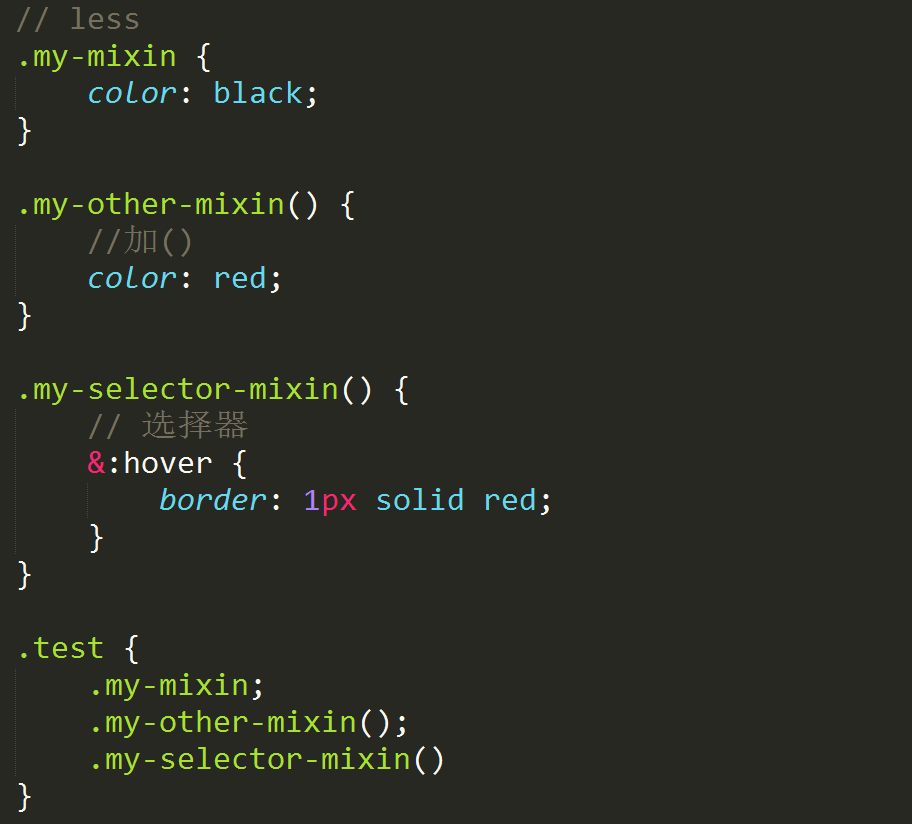 // less
.my-mixin {
    color: black;
}

.my-other-mixin() {
    //加()
    color: red;
}

.my-selector-mixin() {
    // 选择器
    &:hover {
        border: 1px solid red;
    }
}

.test {
    .my-mixin;
    .my-other-mixin();
    .my-selector-mixin()
}